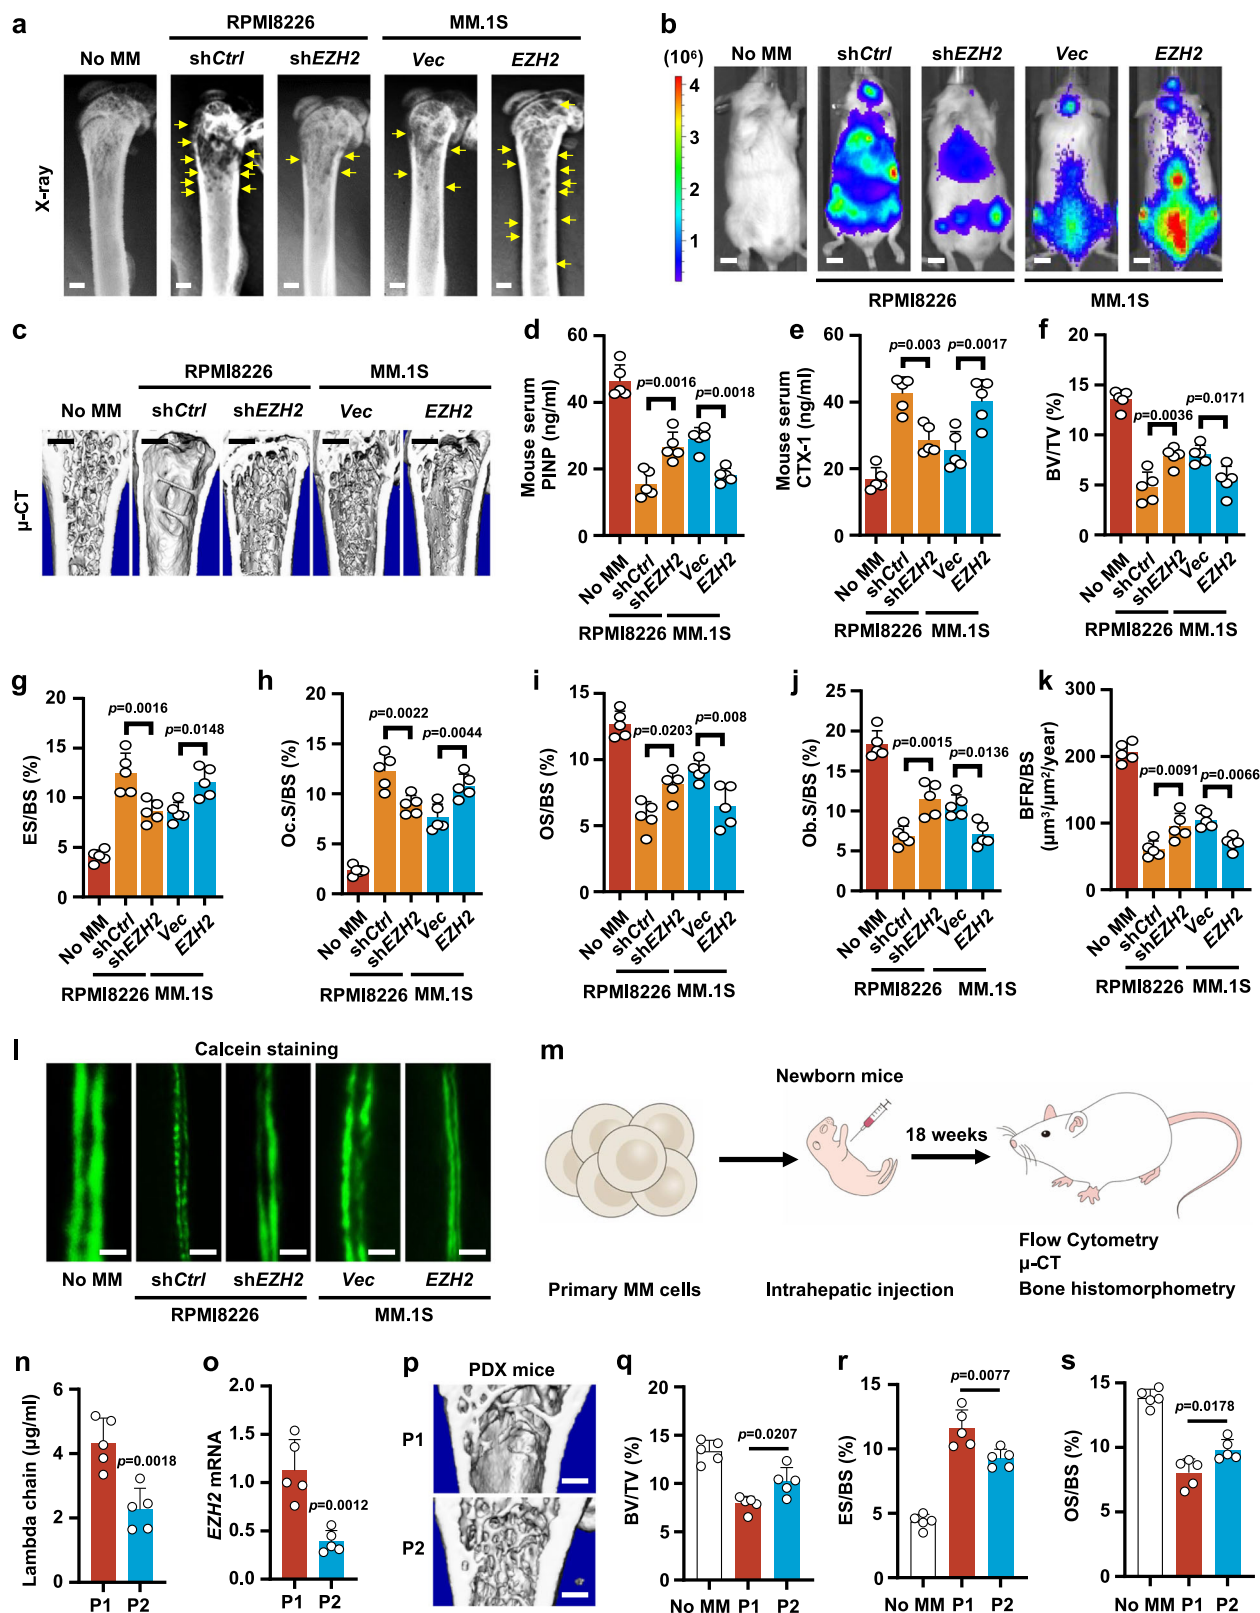 a
RPMI8226
MM.1S
No MM
shCtrl
shEZH2
Vec
EZH2
X-ray
b
No MM
shCtrl
shEZH2
Vec
EZH2
(10⁶)
4
3
2
1
RPMI8226
MM.1S
c
RPMI8226
MM.1S
No MM
shCtrl
shEZH2
Vec
EZH2
μ-CT
d
Mouse serum
PINP (ng/ml)
60
40
20
0
p=0.0016
p=0.0018
No MM
shCtrl
shEZH2
Vec
EZH2
RPMI8226
MM.1S
e
Mouse serum
CTX-1 (ng/ml)
60
40
20
0
p=0.003
p=0.0017
No MM
shCtrl
shEZH2
Vec
EZH2
RPMI8226
MM.1S
f
BV/TV (%)
20
15
10
5
0
p=0.0036
p=0.0171
No MM
shCtrl
shEZH2
Vec
EZH2
RPMI8226
MM.1S
g
ES/BS (%)
20
15
10
5
0
p=0.0016
p=0.0148
No MM
shCtrl
shEZH2
Vec
EZH2
RPMI8226
MM.1S
h
Oc.S/BS (%)
20
15
10
5
0
p=0.0022
p=0.0044
No MM
shCtrl
shEZH2
Vec
EZH2
RPMI8226
MM.1S
i
OS/BS (%)
15
10
5
0
p=0.0203
p=0.008
No MM
shCtrl
shEZH2
Vec
EZH2
RPMI8226
MM.1S
j
Ob.S/BS (%)
25
20
15
10
5
0
p=0.0015
p=0.0136
No MM
shCtrl
shEZH2
Vec
EZH2
RPMI8226
MM.1S
k
BFR/BS
(μm³/μm²/year)
300
200
100
0
p=0.0091
p=0.0066
No MM
shCtrl
shEZH2
Vec
EZH2
RPMI8226
MM.1S
l
Calcein staining
No MM
shCtrl
shEZH2
Vec
EZH2
RPMI8226
MM.1S
m
Newborn mice
18 weeks
Primary MM cells
Intrahepatic injection
Flow Cytometry
μ-CT
Bone histomorphometry
n
Lambda chain (μg/ml)
6
4
2
0
p=0.0018
P1
P2
o
EZH2 mRNA
2.0
1.5
1.0
0.5
0
p=0.0012
P1
P2
p
PDX mice
P1
P2
q
BV/TV (%)
20
15
10
5
0
p=0.0207
No MM
P1
P2
r
ES/BS (%)
15
10
5
0
p=0.0077
No MM
P1
P2
s
OS/BS (%)
15
10
5
0
p=0.0178
No MM
P1
P2